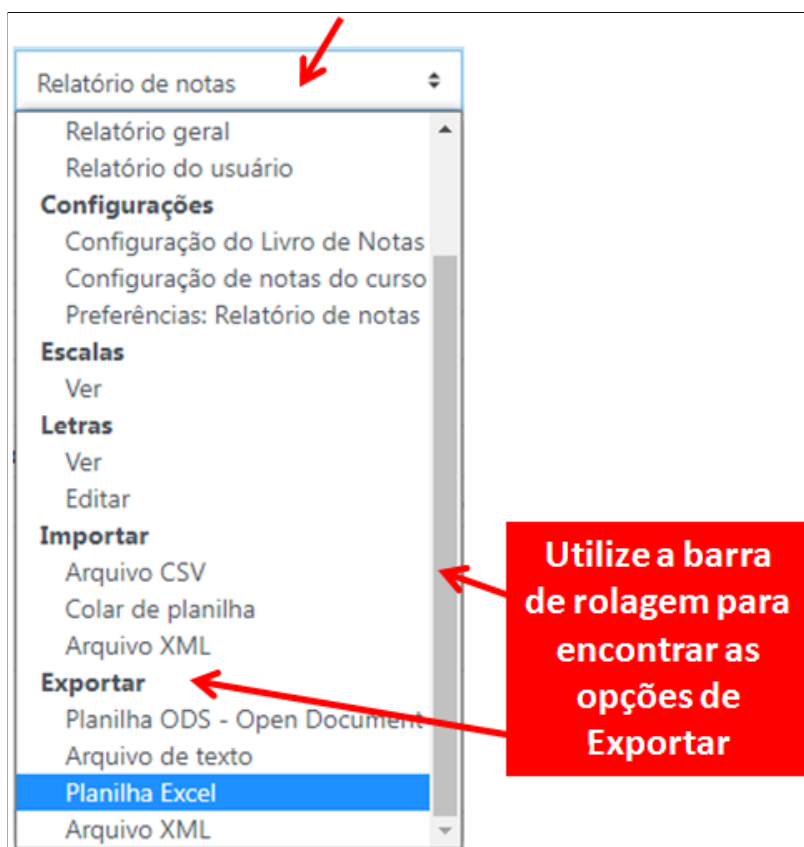 Relatório de notas
Relatório geral
Relatório do usuário
Configurações
Configuração do Livro de Notas
Configuração de notas do curso
Preferências: Relatório de notas
Escalas
Ver
Letras
Ver
Editar
Importar
Arquivo CSV
Colar de planilha
Arquivo XML
Exportar
Planilha ODS - Open Document
Arquivo de texto
Planilha Excel
Arquivo XML
Utilize a barra
de rolagem para
encontrar as
opções de
Exportar